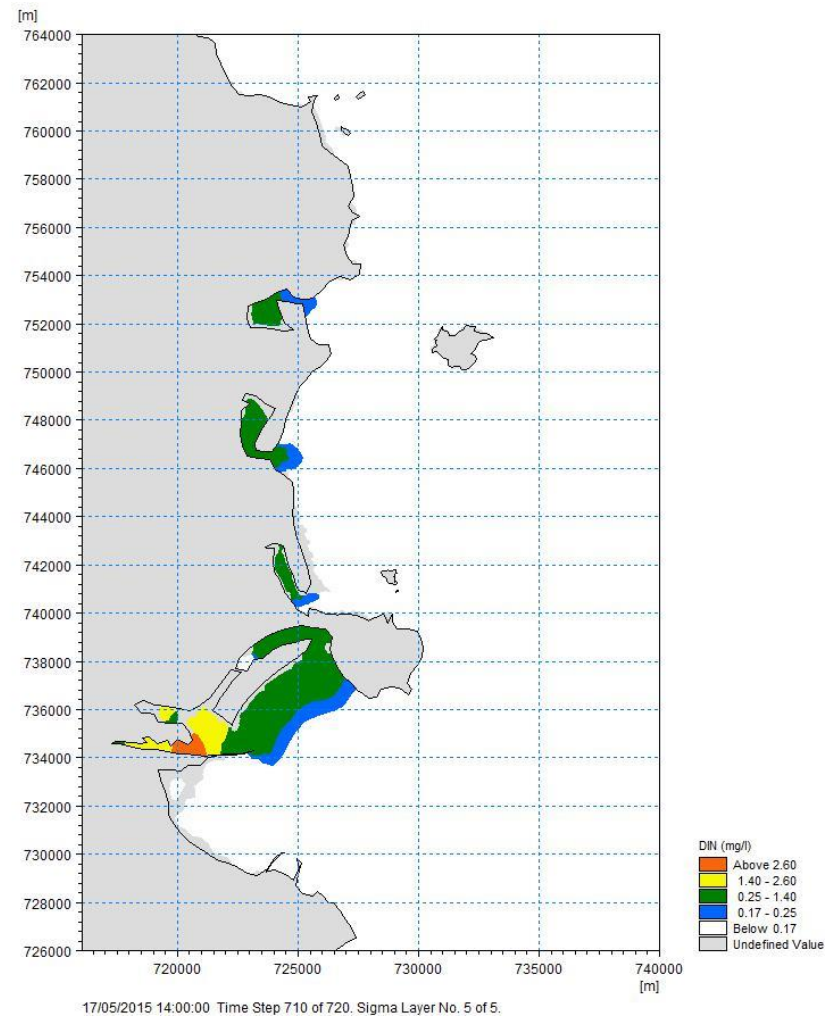 [m]
764000
762000
760000
758000
756000
754000
752000
750000
748000
746000
744000
742000
740000
738000
736000
734000
732000
730000
728000
726000
720000 725000 730000 735000 740000
[m]
DIN (mg/l)
Above 2.60
1.40 - 2.60
0.25 - 1.40
0.17 - 0.25
Below 0.17
Undefined Value
17/05/2015 14:00:00 Time Step 710 of 720. Sigma Layer No. 5 of 5.